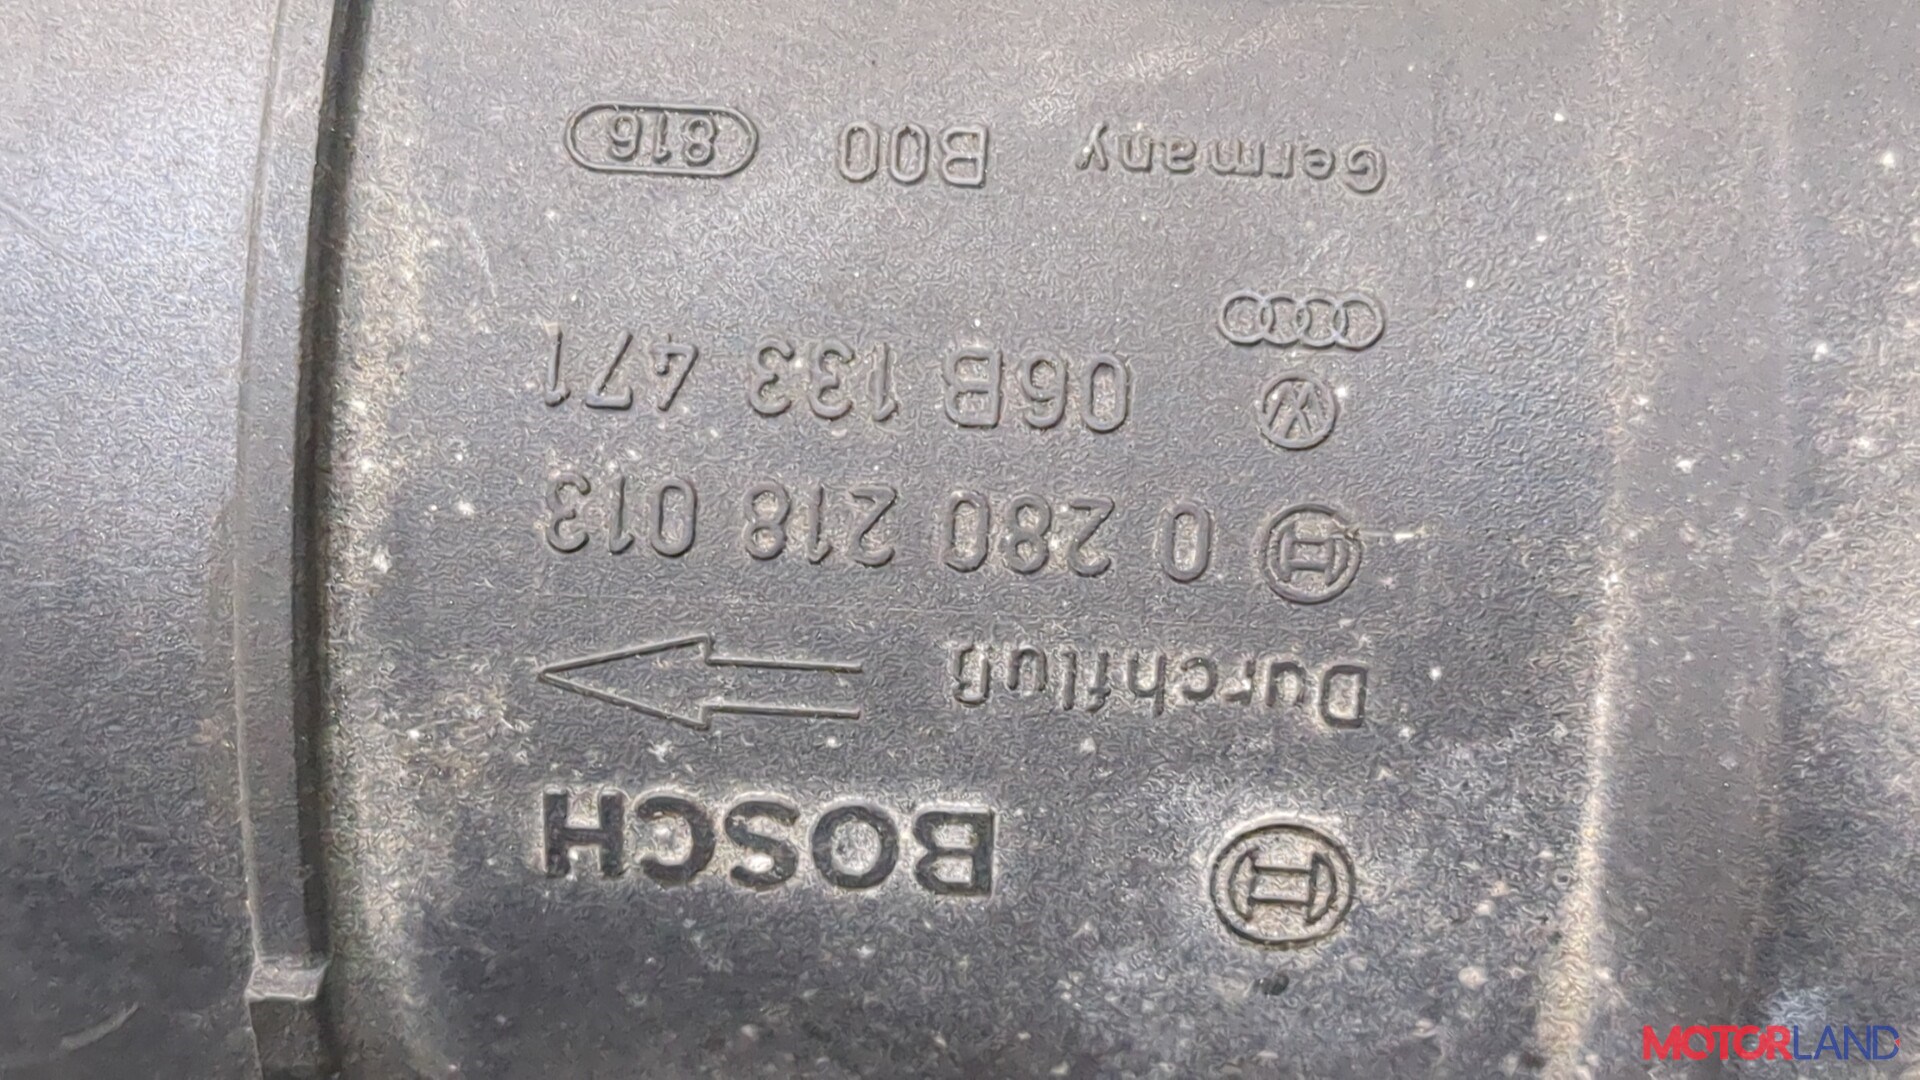 BOSCH
Durchfluß
0 280 218 013
06B 133 471
Germany B00 816
MOTORLAND